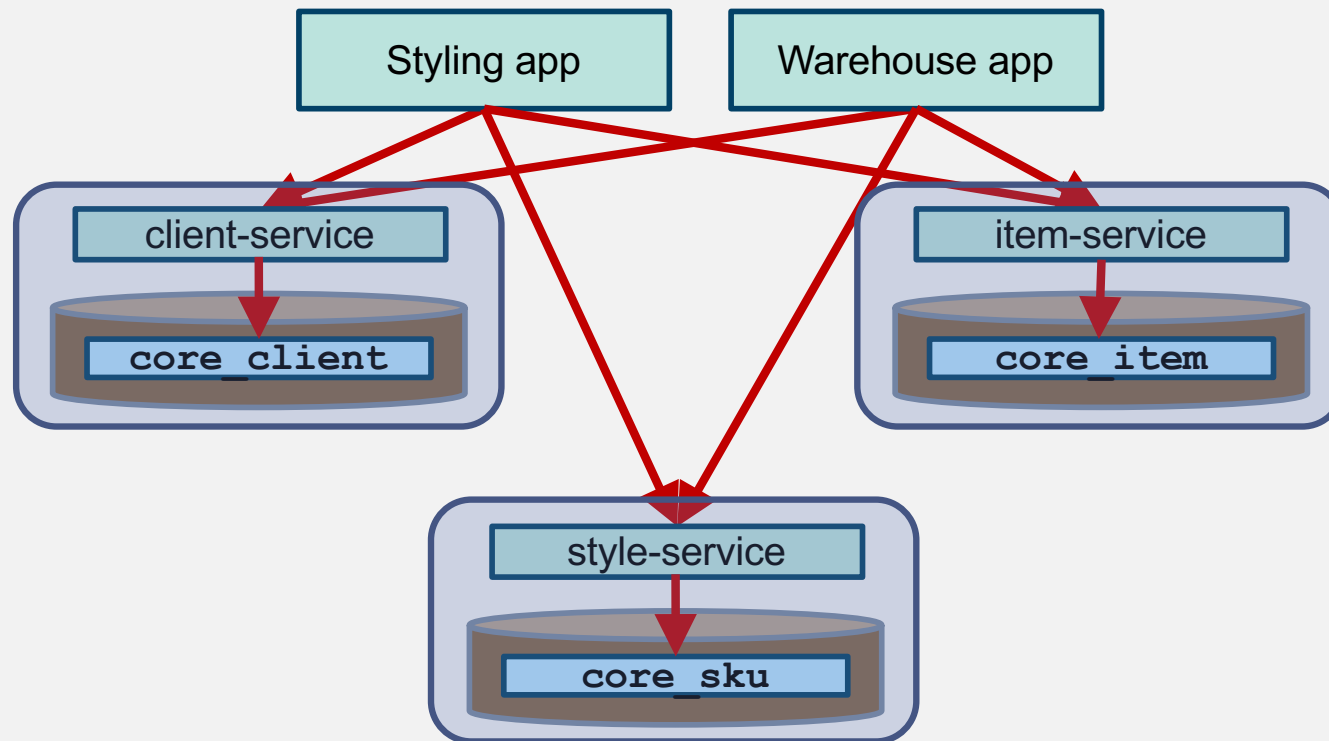 Styling app
Warehouse app
client-service
item-service
core_client
core_item
style-service
core_sku